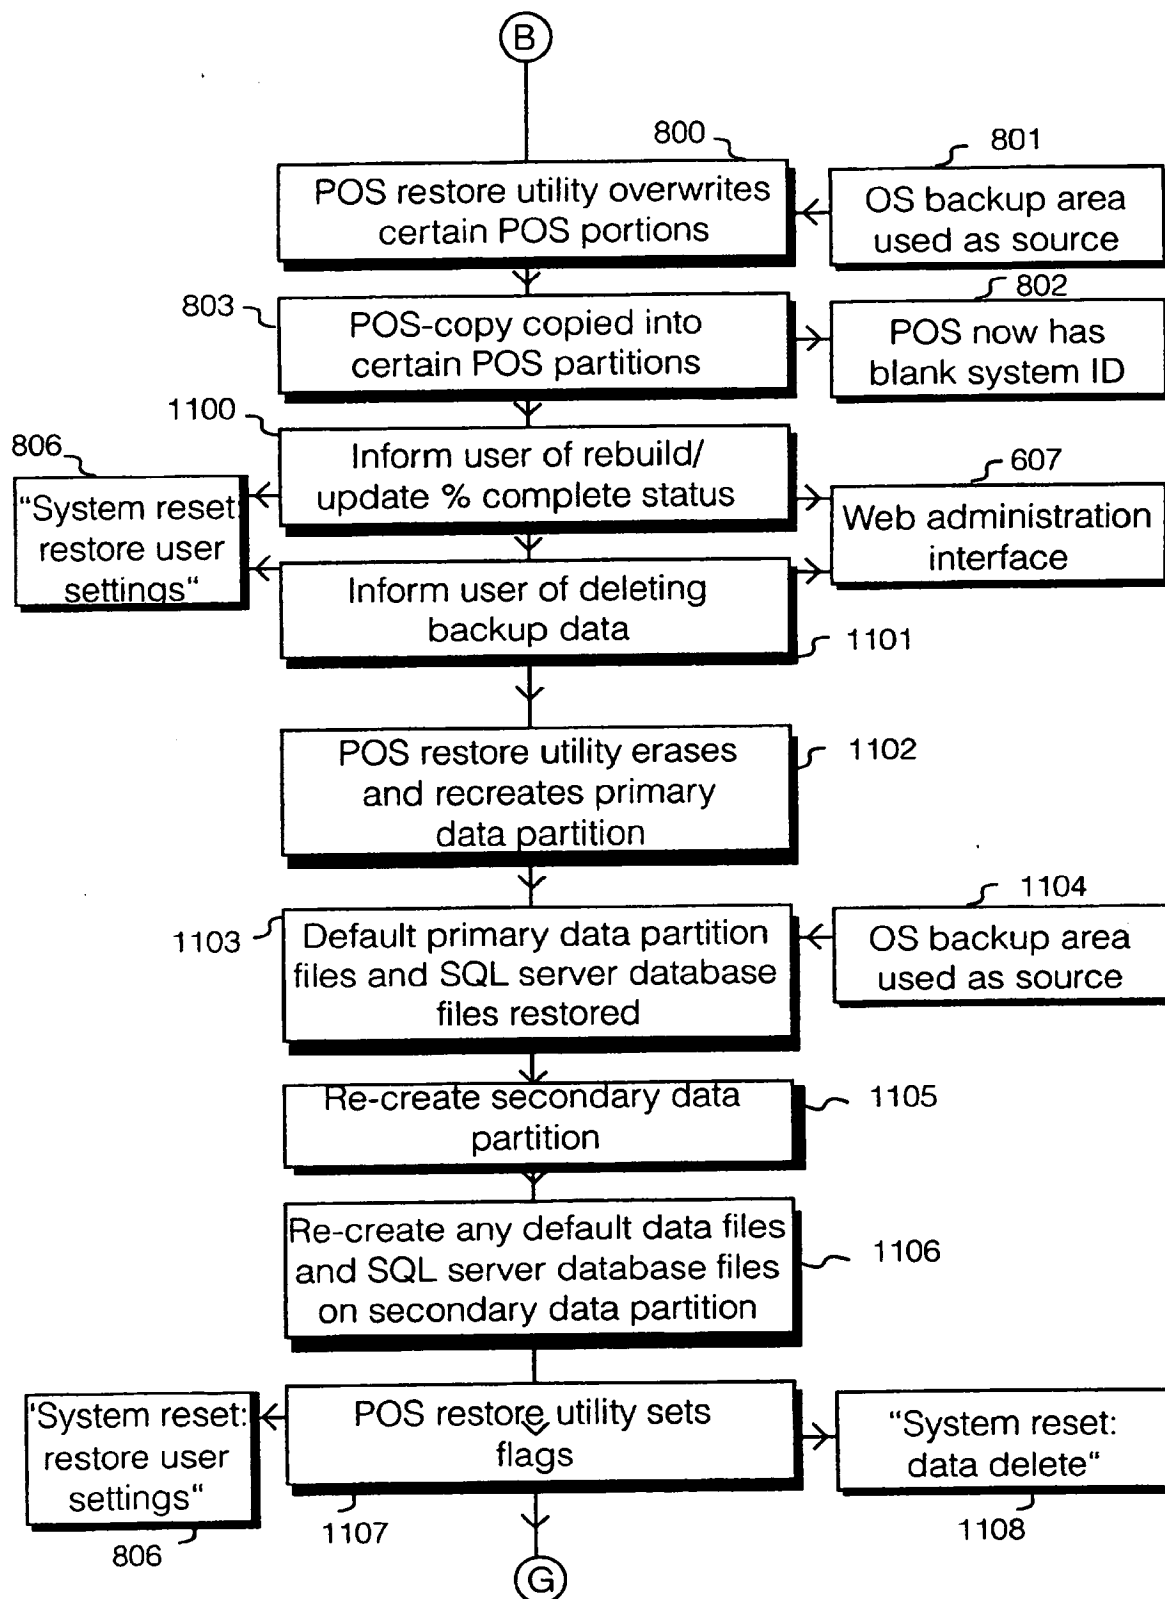 B
800
801
POS restore utility overwrites
certain POS portions
OS backup area
used as source
803
802
POS-copy copied into
certain POS partitions
POS now has
blank system ID
1100
806
607
Inform user of rebuild/
update % complete status
"System reset:
restore user
settings"
Web administration
interface
Inform user of deleting
backup data
1101
POS restore utility erases
and recreates primary
data partition
1102
1103
1104
Default primary data partition
files and SQL server database
files restored
OS backup area
used as source
Re-create secondary data
partition
1105
Re-create any default data files
and SQL server database files
on secondary data partition
1106
'System reset:
restore user
settings"
POS restore utility sets
flags
"System reset:
data delete"
806
1107
1108
G